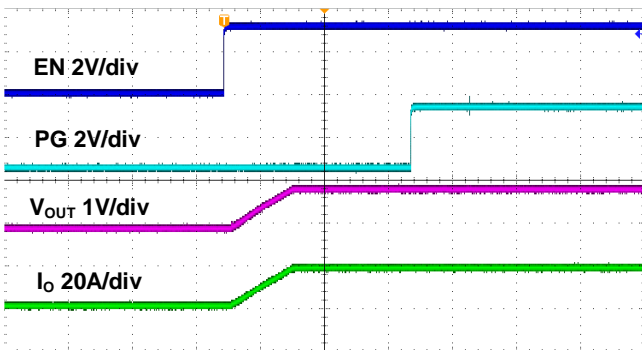 T
EN 2V/div
PG 2V/div
VOUT 1V/div
IO 20A/div